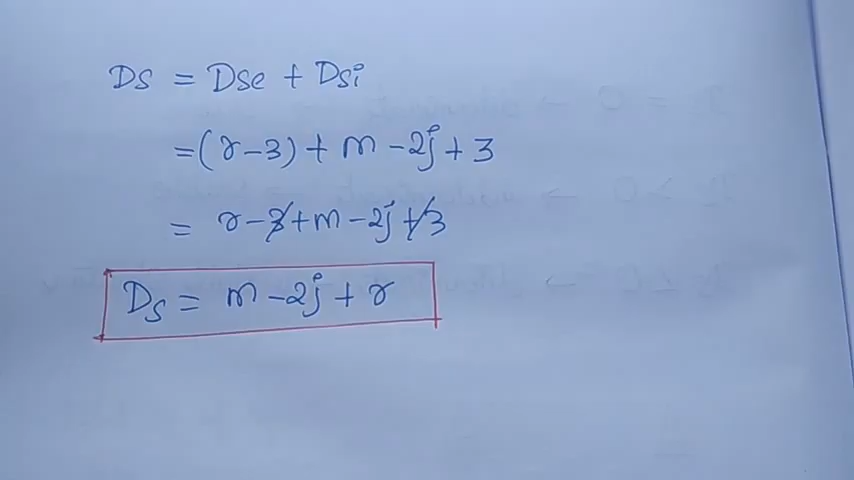 Ds = Dse + Dsi
=(r-3) + m - 2j + 3
= r - 3 + m - 2j + 3
Ds = m - 2j + r